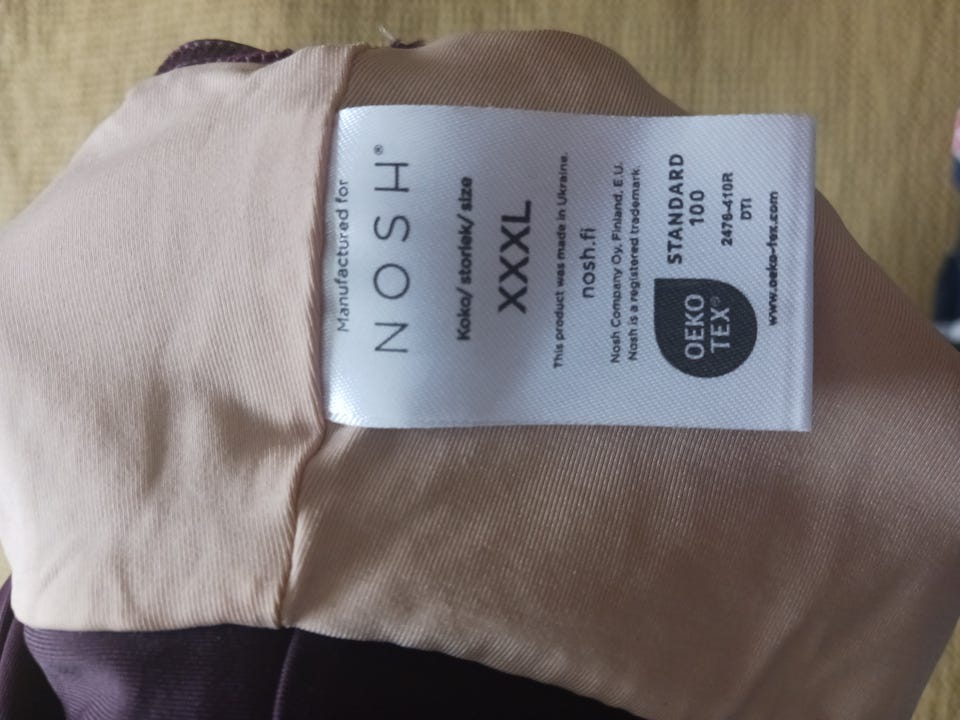 Manufactured for
NOSH®
Koko/ storlek/ size
XXXL
This product was made in Ukraine.
nosh.fi
Nosh Company Oy, Finland, E.U.
Nosh is a registered trademark.
OEKO
TEX®
STANDARD
100
2476-410R
DTI
www.oeko-tex.com